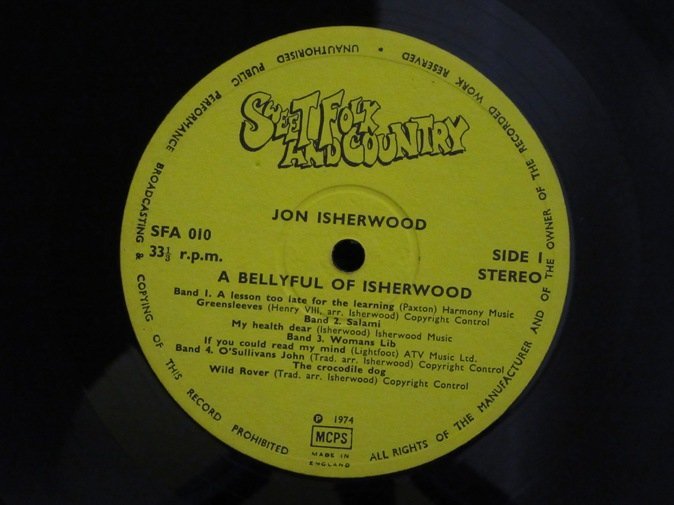 SWEET FOLK
AND COUNTRY
JON ISHERWOOD
SFA 010
33⅓ r.p.m.
SIDE 1
STEREO
A BELLYFUL OF ISHERWOOD
Band 1. A lesson too late for the learning (Paxton) Harmony Music
Greensleeves (Henry VIII, arr. Isherwood) Copyright Control
Band 2. Salami
My health dear (Isherwood) Isherwood Music
Band 3. Womans Lib
If you could read my mind (Lightfoot) ATV Music Ltd.
Band 4. O'Sullivans John (Trad. arr. Isherwood) Copyright Control
The crocodile dog
Wild Rover (Trad. arr. Isherwood) Copyright Control
℗ 1974
MCPS
MADE IN
ENGLAND
ALL RIGHTS OF THE MANUFACTURER AND OF THE OWNER OF THE RECORDED WORK RESERVED • UNAUTHORISED PUBLIC PERFORMANCE BROADCASTING & COPYING OF THIS RECORD PROHIBITED